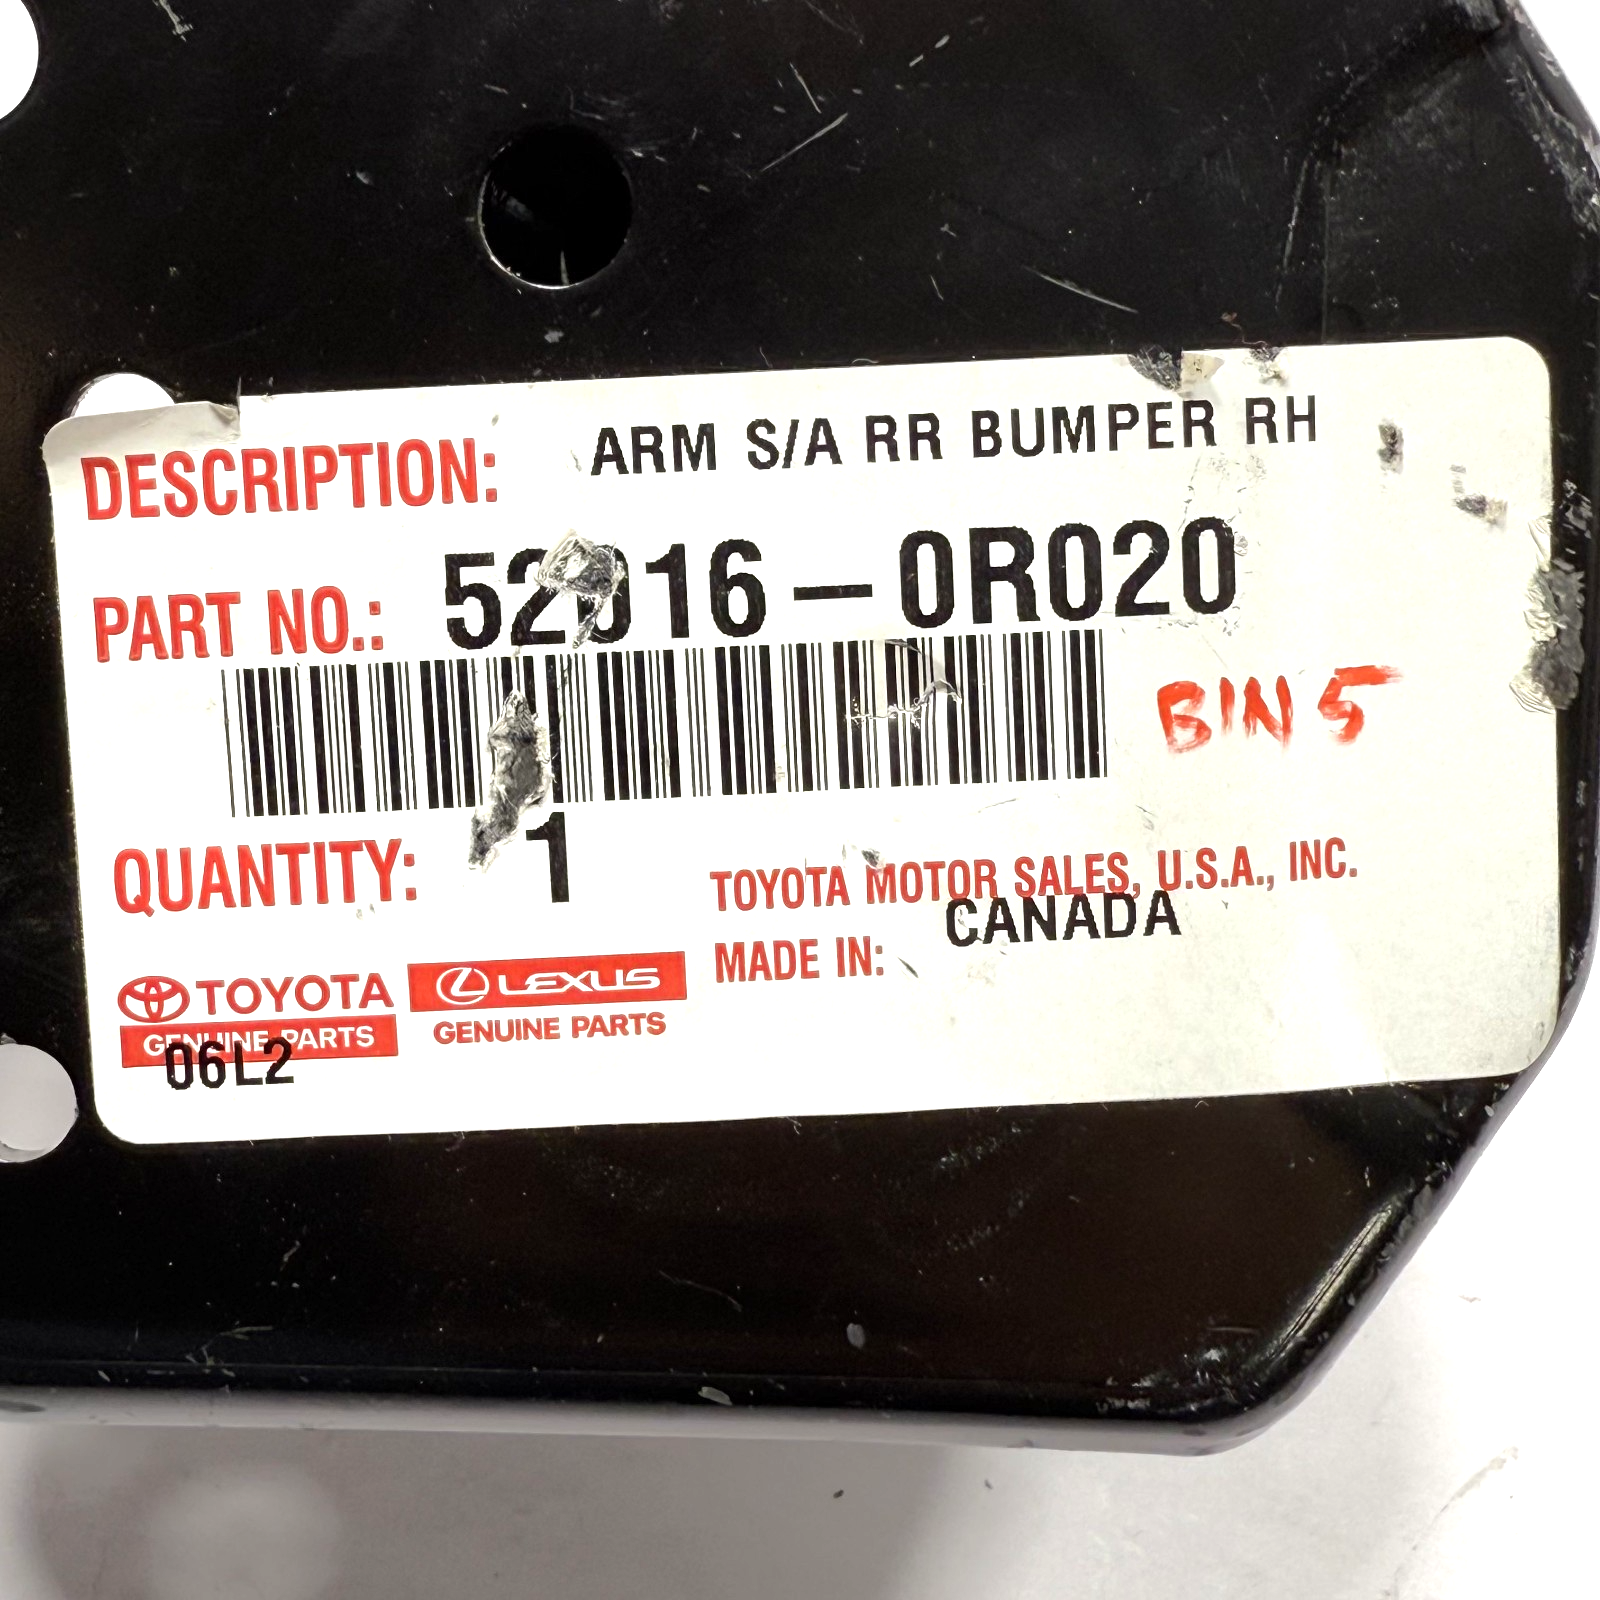 DESCRIPTION: ARM S/A RR BUMPER RH
PART NO.: 52016-0R020
BIN 5
QUANTITY: 1
TOYOTA MOTOR SALES, U.S.A., INC.
MADE IN: CANADA
TOYOTA
GENUINE PARTS
LEXUS
GENUINE PARTS
06L2